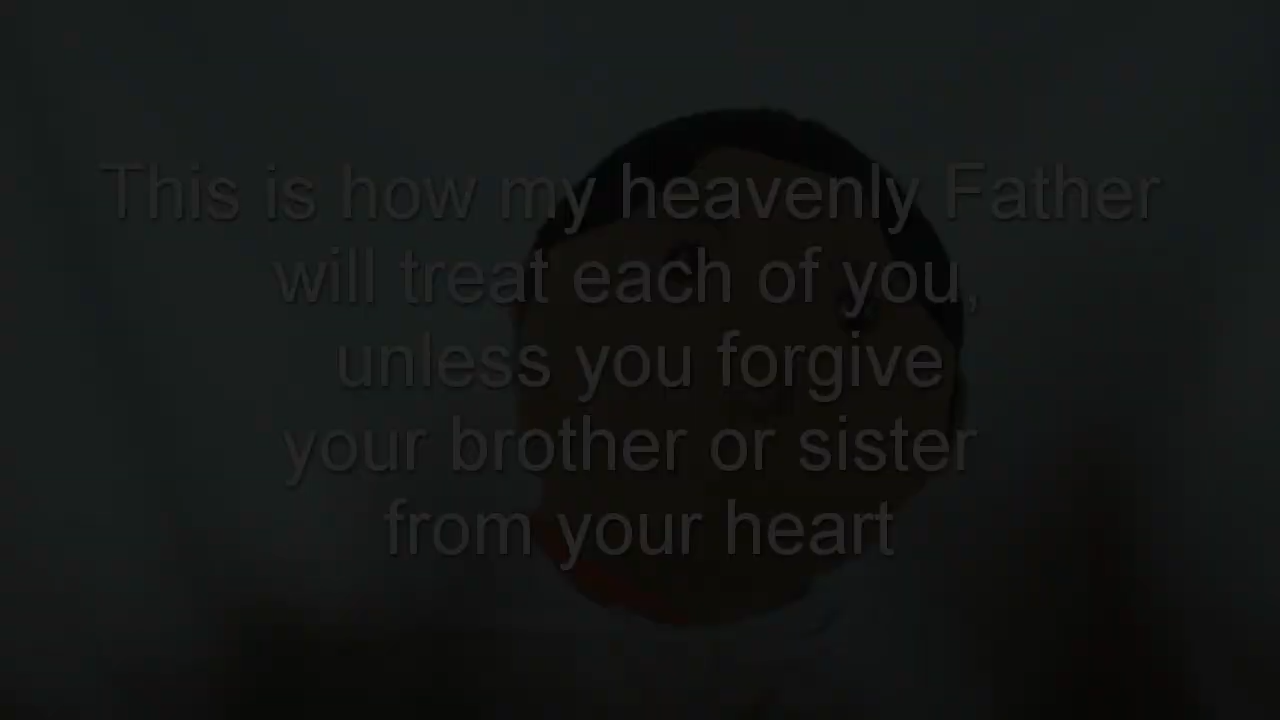 This is how my heavenly Father
will treat each of you,
unless you forgive
your brother or sister
from your heart